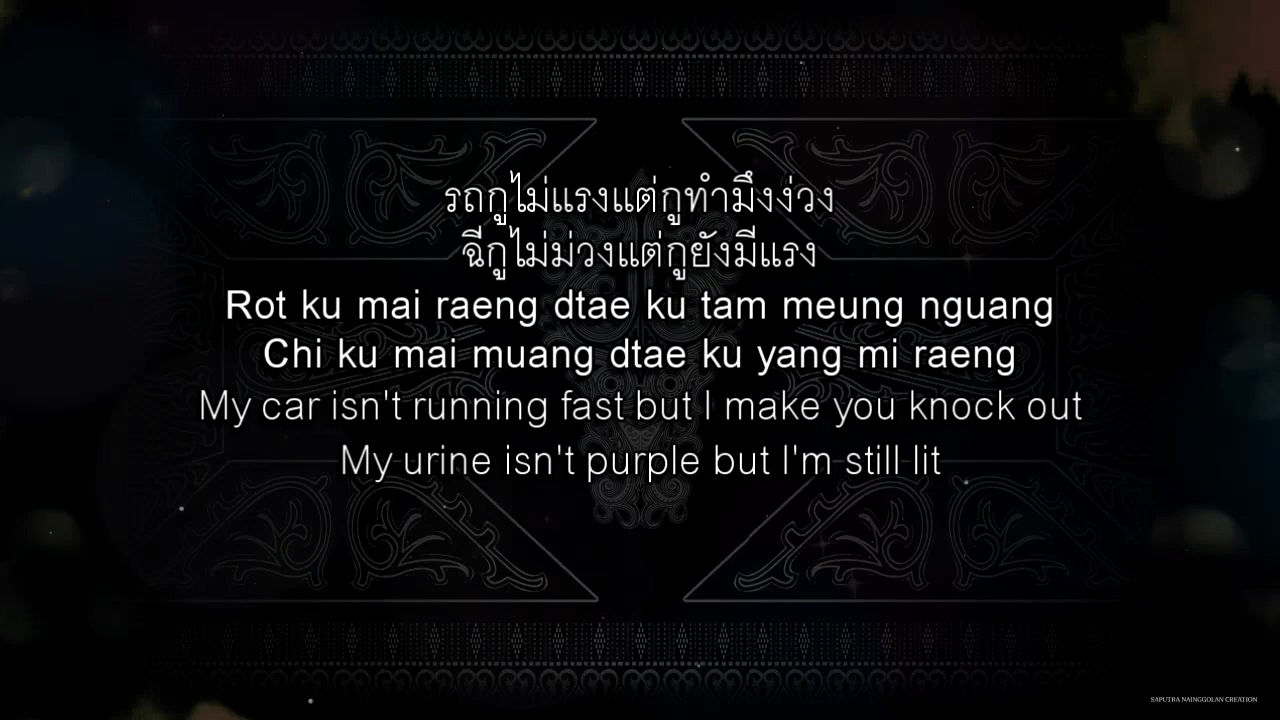 รถกูไม่แรงแต่กูทำมึงง่วง
ฉี่กูไม่ม่วงแต่กูยังมีแรง
Rot ku mai raeng dtae ku tam meung nguang
Chi ku mai muang dtae ku yang mi raeng
My car isn't running fast but I make you knock out
My urine isn't purple but I'm still lit
SAPUTRA NAINGGOLAN CREATION